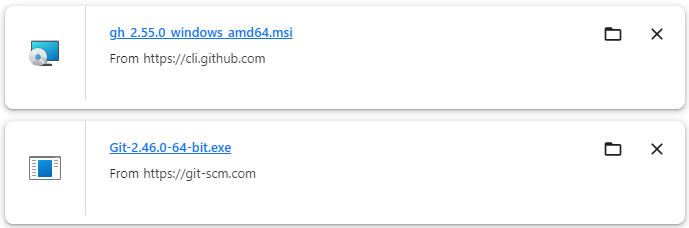 gh_2.55.0_windows_amd64.msi
From https://cli.github.com
Git-2.46.0-64-bit.exe
From https://git-scm.com